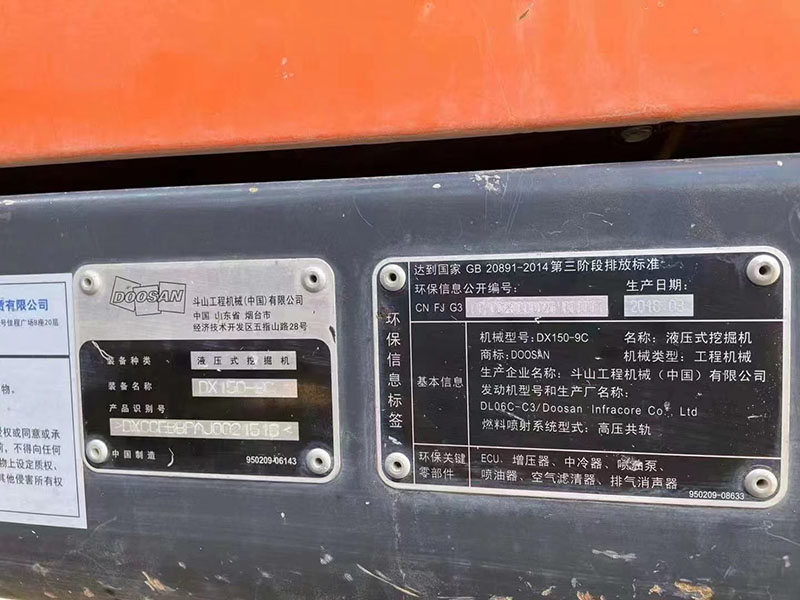 赁有限公司
号佳程广场B座20层
物。
受权或同意或承
前，不得向任何
物上设定质权、
其他侵害所有权
DOOSAN
斗山工程机械(中国)有限公司
中国 山东省 烟台市
经济技术开发区五指山路28号
装备种类 液压式挖掘机
装备名称 DX150-9C
产品识别号
中国制造
950209-06143
环保信息标签
达到国家 GB 20891-2014第三阶段排放标准
环保信息公开编号: 生产日期:
CN FJ G3
基本信息
机械型号: DX150-9C 名称: 液压式挖掘机
商标: DOOSAN 机械类型: 工程机械
生产企业名称: 斗山工程机械（中国）有限公司
发动机型号和生产厂名称:
DL06C-C3/Doosan Infracore Co., Ltd
燃料喷射系统型式: 高压共轨
环保关键零部件
ECU、增压器、中冷器、喷油泵、
喷油器、空气滤清器、排气消声器
950209-08633